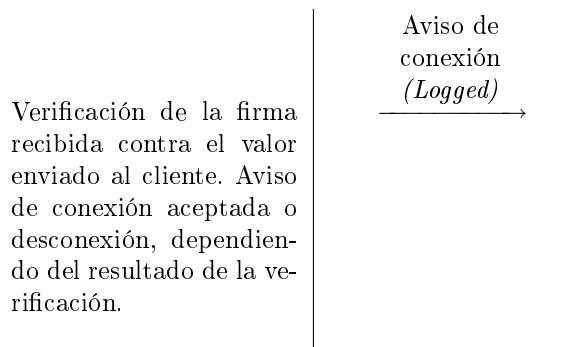 Aviso de
conexión
(Logged)
Verificación de la firma
recibida contra el valor
enviado al cliente. Aviso
de conexión aceptada o
desconexión, dependien-
do del resultado de la ve-
rificación.